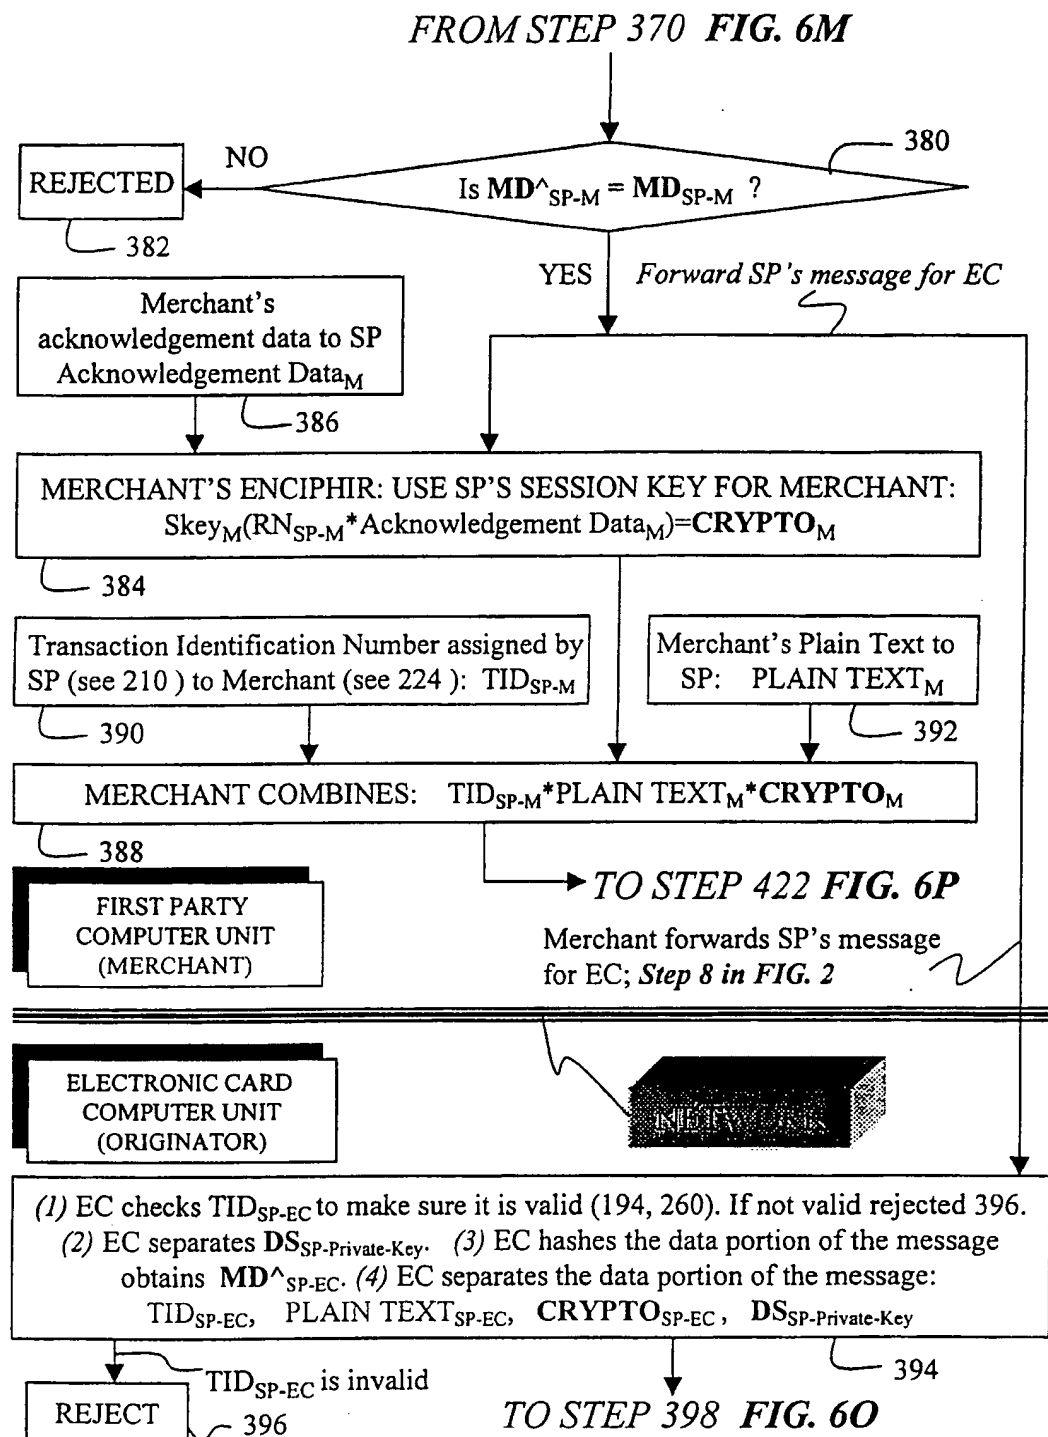 FROM STEP 370 FIG. 6M
380
NO
REJECTED
Is MD^SP-M = MDSP-M ?
382
YES
Forward SP's message for EC
Merchant's
acknowledgement data to SP
Acknowledgement DataM
386
MERCHANT'S ENCIPHIR: USE SP'S SESSION KEY FOR MERCHANT:
SkeyM(RNSP-M*Acknowledgement DataM)=CRYPTOM
384
Transaction Identification Number assigned by
SP (see 210 ) to Merchant (see 224 ): TIDSP-M
390
Merchant's Plain Text to
SP: PLAIN TEXTM
392
MERCHANT COMBINES: TIDSP-M*PLAIN TEXTM*CRYPTOM
388
TO STEP 422 FIG. 6P
FIRST PARTY
COMPUTER UNIT
(MERCHANT)
Merchant forwards SP's message
for EC; Step 8 in FIG. 2
ELECTRONIC CARD
COMPUTER UNIT
(ORIGINATOR)
NETWORK
(1) EC checks TIDSP-EC to make sure it is valid (194, 260). If not valid rejected 396.
(2) EC separates DSSP-Private-Key. (3) EC hashes the data portion of the message
obtains MD^SP-EC. (4) EC separates the data portion of the message:
TIDSP-EC, PLAIN TEXTSP-EC, CRYPTOSP-EC , DSSP-Private-Key
394
TIDSP-EC is invalid
REJECT
396
TO STEP 398 FIG. 6O